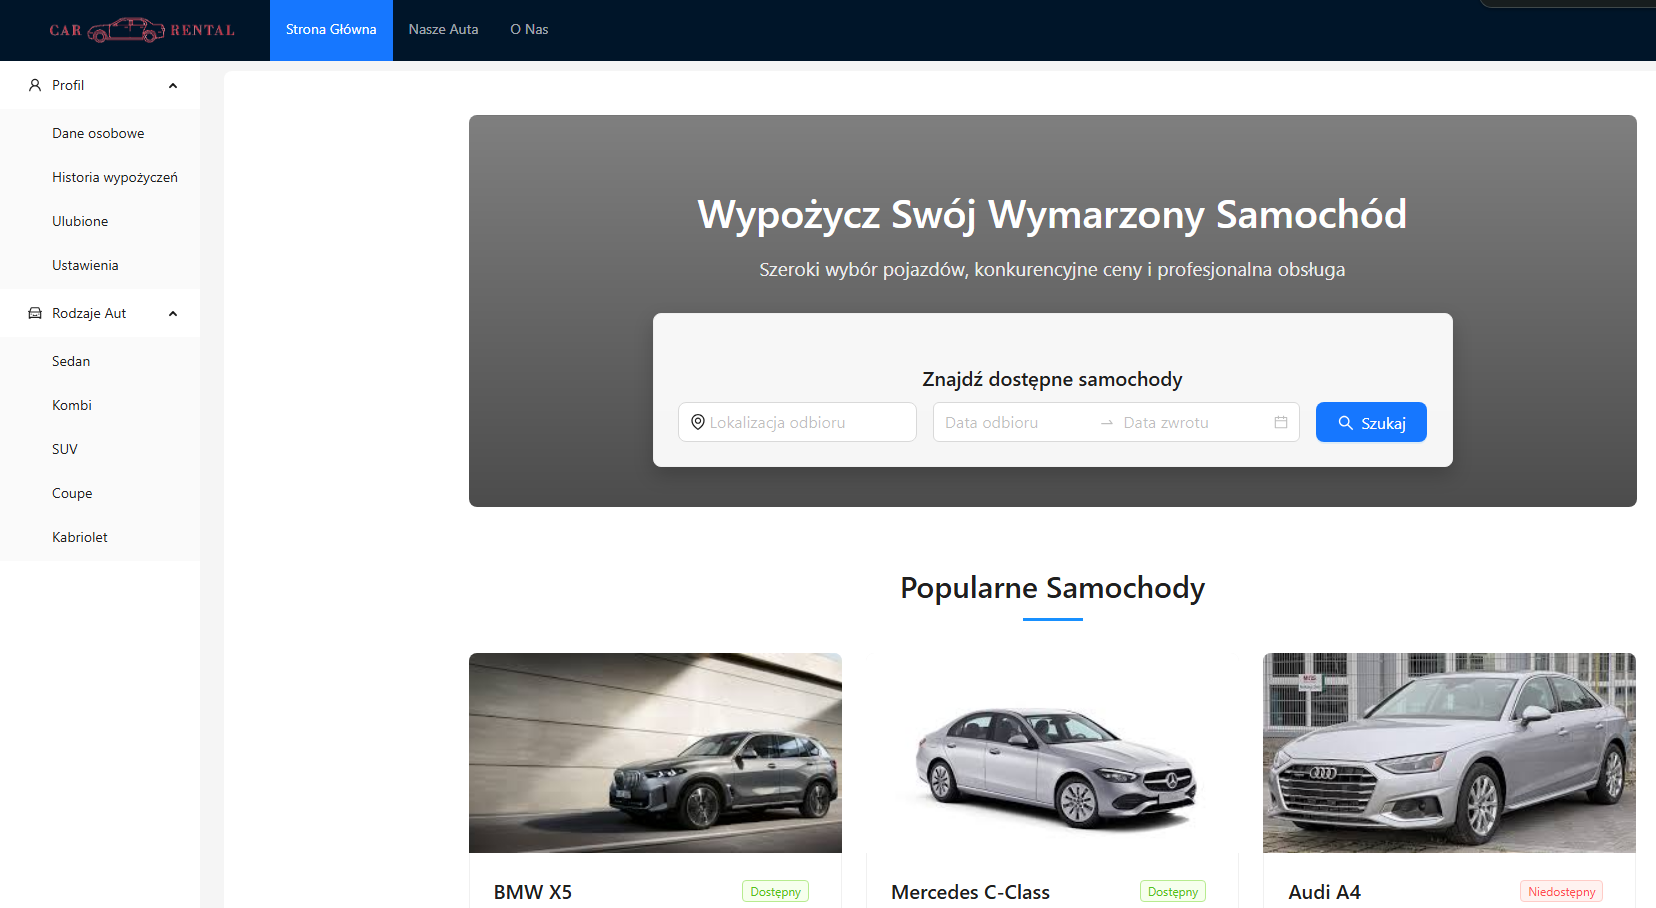 CAR RENTAL
Strona Główna
Nasze Auta
O Nas
Profil
Dane osobowe
Historia wypożyczeń
Ulubione
Ustawienia
Rodzaje Aut
Sedan
Kombi
SUV
Coupe
Kabriolet
Wypożycz Swój Wymarzony Samochód
Szeroki wybór pojazdów, konkurencyjne ceny i profesjonalna obsługa
Znajdź dostępne samochody
Lokalizacja odbioru
Data odbioru → Data zwrotu
Szukaj
Popularne Samochody
BMW X5
Dostępny
Mercedes C-Class
Dostępny
Audi A4
Niedostępny